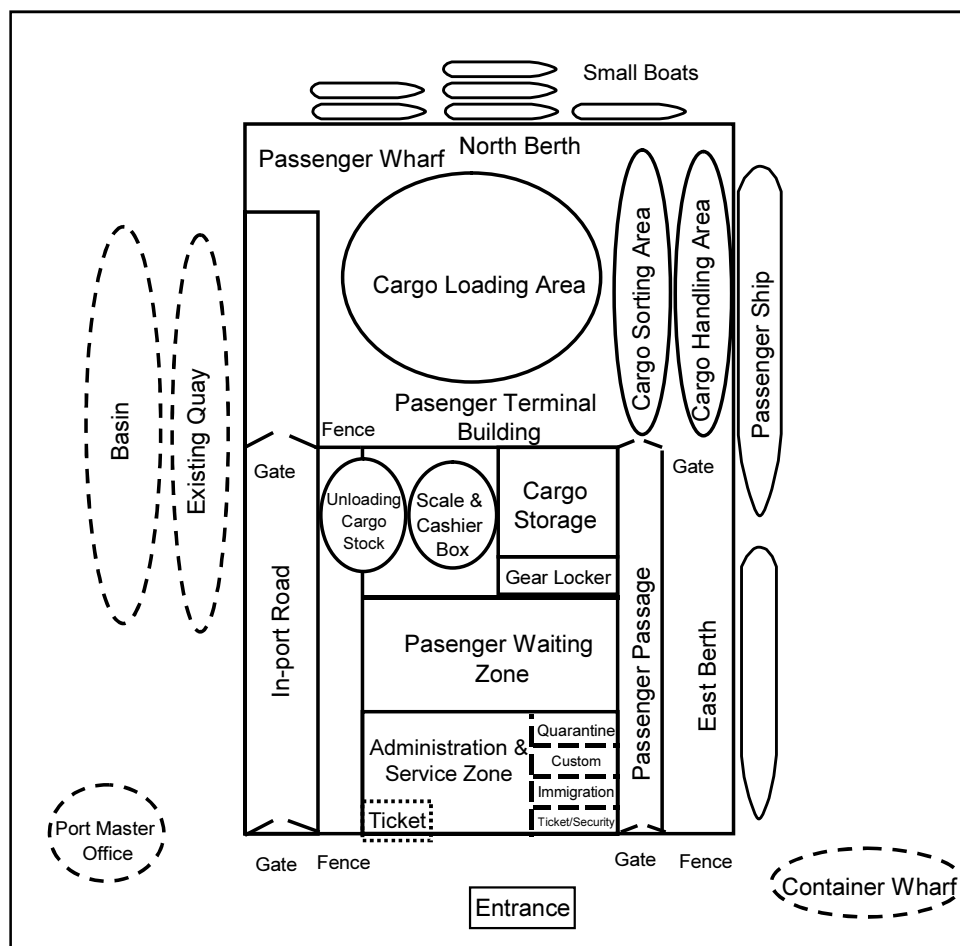 Small Boats
North Berth
Passenger Wharf
Cargo Loading Area
Cargo Sorting Area
Cargo Handling Area
Passenger Ship
Basin
Existing Quay
Pasenger Terminal
Building
Fence
Gate
Gate
Unloading
Cargo
Stock
Scale &
Cashier
Box
Cargo
Storage
Gear Locker
In-port Road
Pasenger Waiting
Zone
Passenger Passage
East Berth
Administration &
Service Zone
Quarantine
Custom
Immigration
Ticket/Security
Ticket
Port Master
Office
Gate
Fence
Gate
Fence
Container Wharf
Entrance